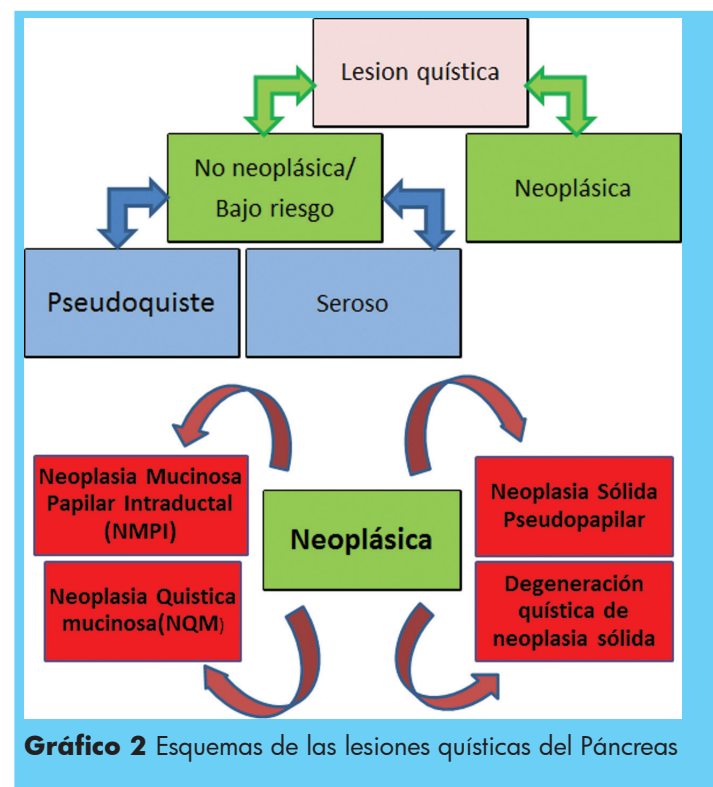 Lesion quística
No neoplásica/
Bajo riesgo
Neoplásica
Pseudoquiste
Seroso
Neoplasia Mucinosa
Papilar Intraductal
(NMPI)
Neoplasia Quistica
mucinosa(NQM)
Neoplásica
Neoplasia Sólida
Pseudopapilar
Degeneración
quística de
neoplasia sólida
Gráfico 2 Esquemas de las lesiones quísticas del Páncreas